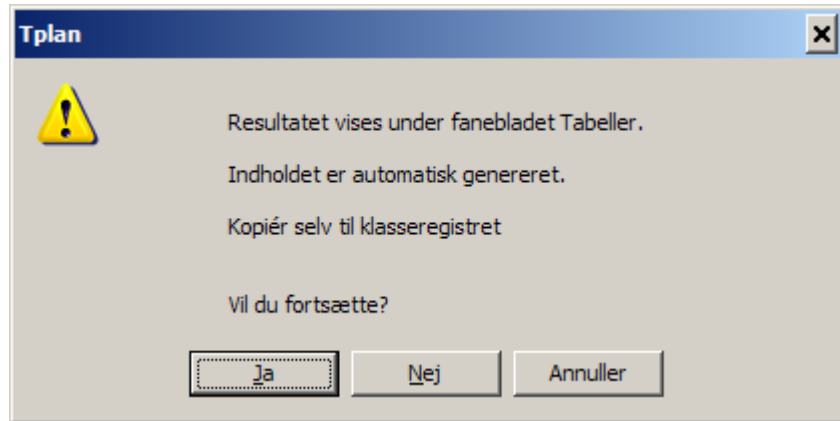 Tplan
Resultatet vises under fanebladet Tabeller.
Indholdet er automatisk genereret.
Kopiér selv til klasseregistret
Vil du fortsætte?
Ja Nej Annuller